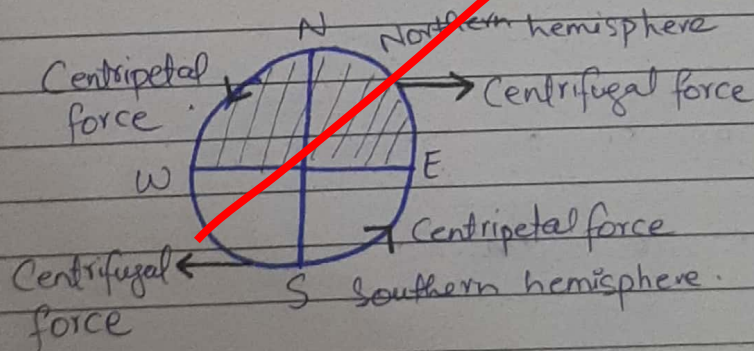 N
Northern hemisphere
Centripetal
force
Centrifugal force
W
E
Centripetal force
Centrifugal
force
S
Southern hemisphere.